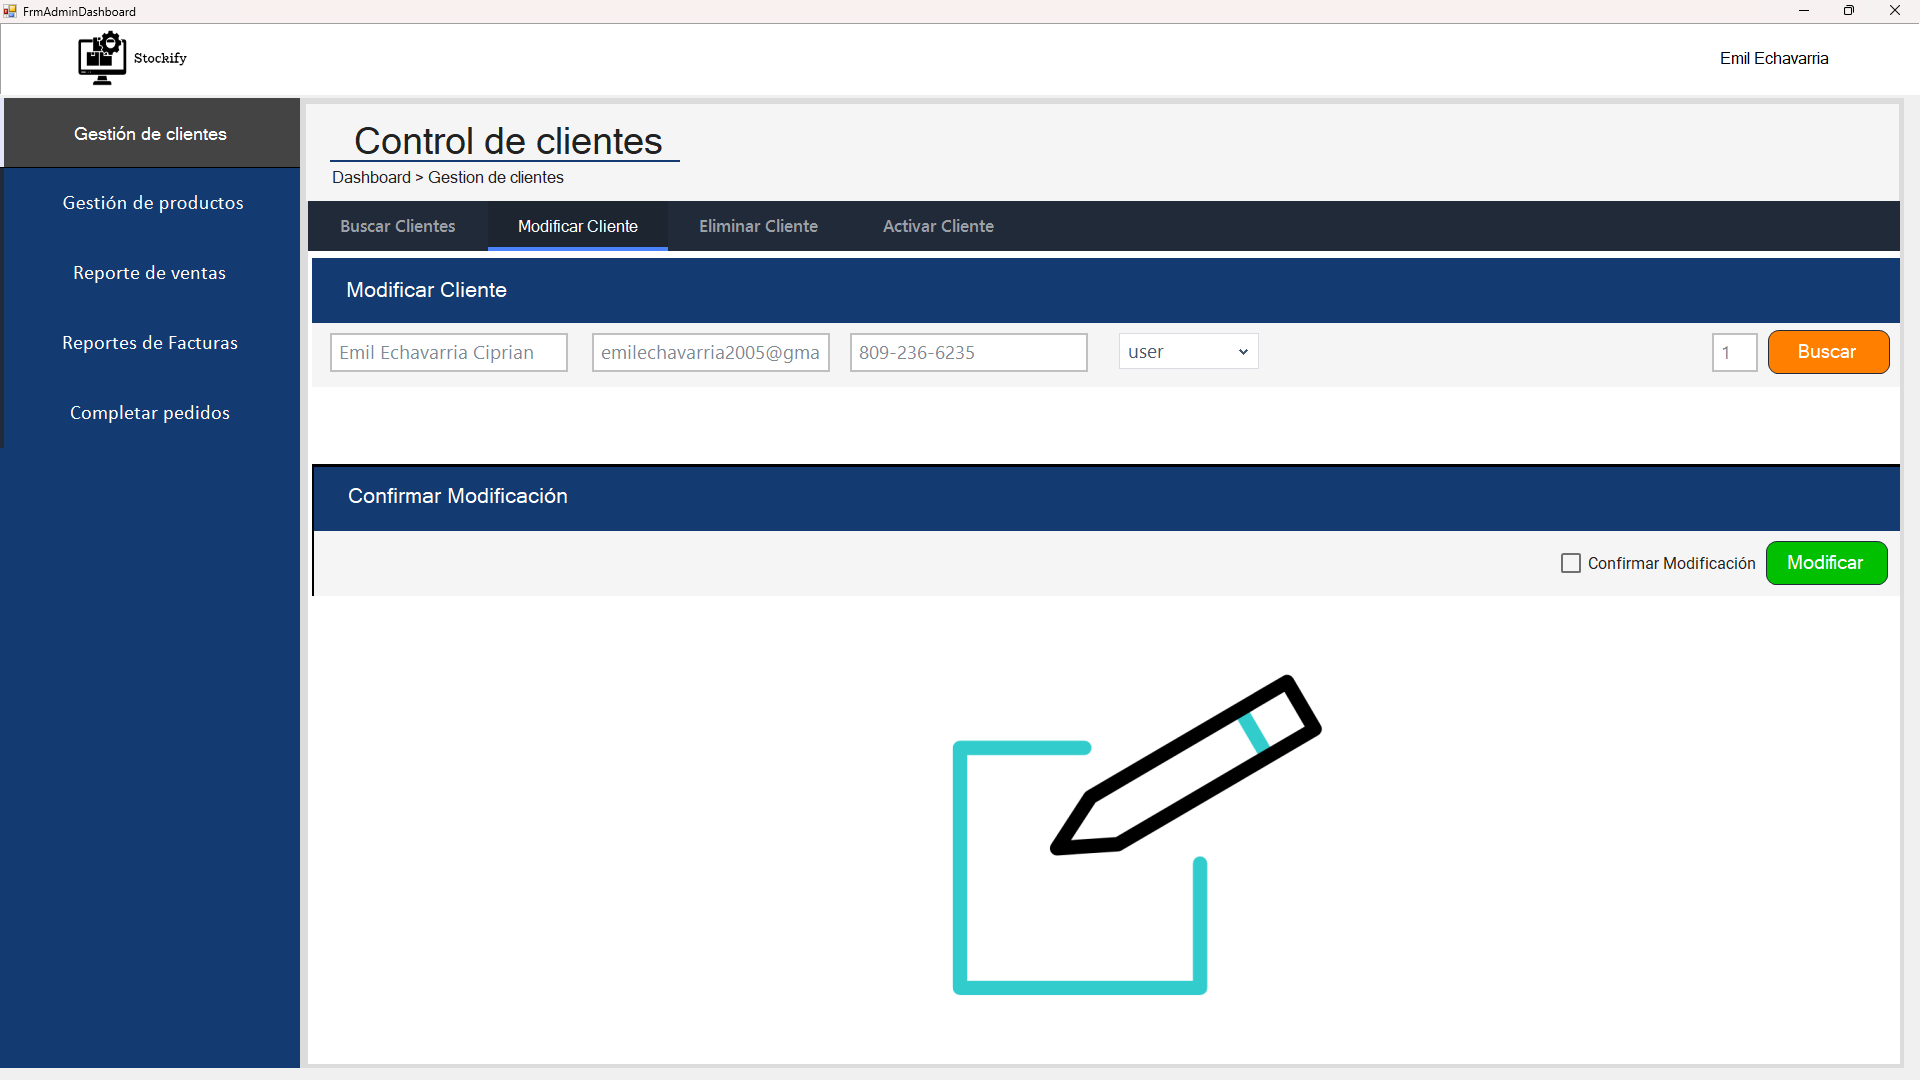 FrmAdminDashboard
Stockify
Emil Echavarria
Gestión de clientes
Gestión de productos
Reporte de ventas
Reportes de Facturas
Completar pedidos
Control de clientes
Dashboard > Gestion de clientes
Buscar Clientes Modificar Cliente Eliminar Cliente Activar Cliente
Modificar Cliente
Emil Echavarria Ciprian emilechavarria2005@gma 809-236-6235 user 1 Buscar
Confirmar Modificación
Confirmar Modificación Modificar